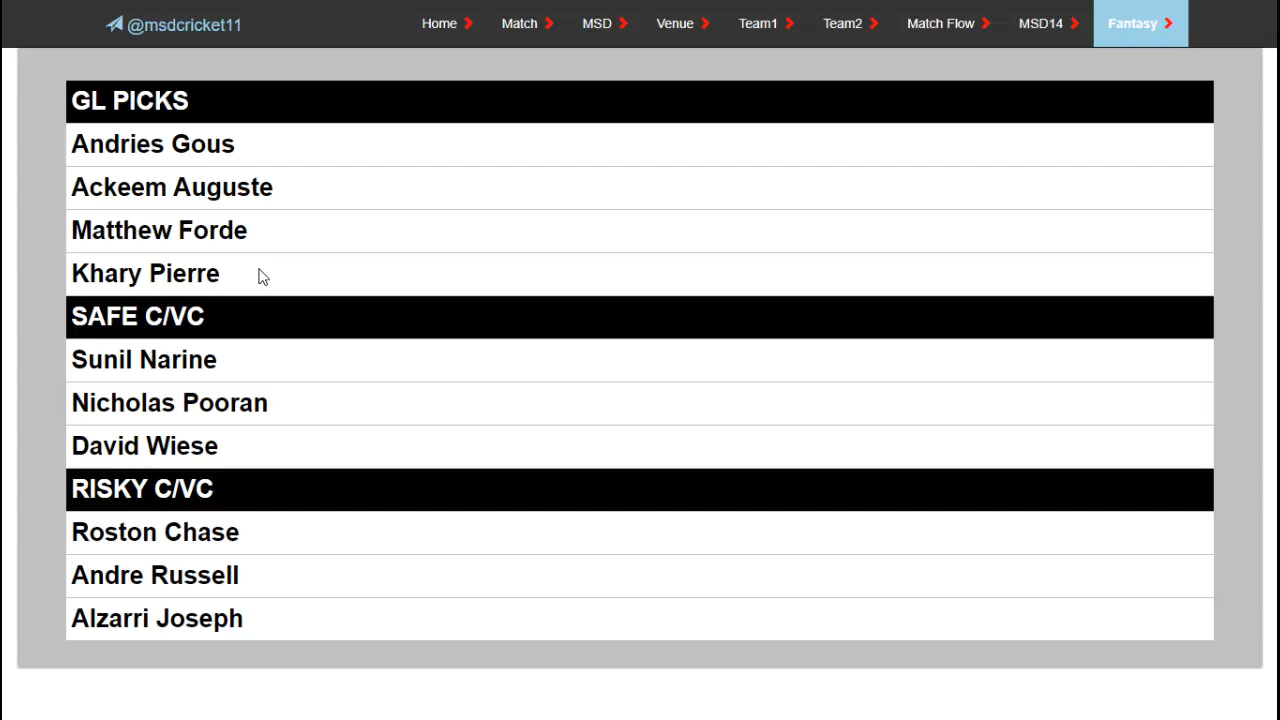 @msdcricket11
Home Match MSD Venue Team1 Team2 Match Flow MSD14 Fantasy
GL PICKS
Andries Gous
Ackeem Auguste
Matthew Forde
Khary Pierre
SAFE C/VC
Sunil Narine
Nicholas Pooran
David Wiese
RISKY C/VC
Roston Chase
Andre Russell
Alzarri Joseph